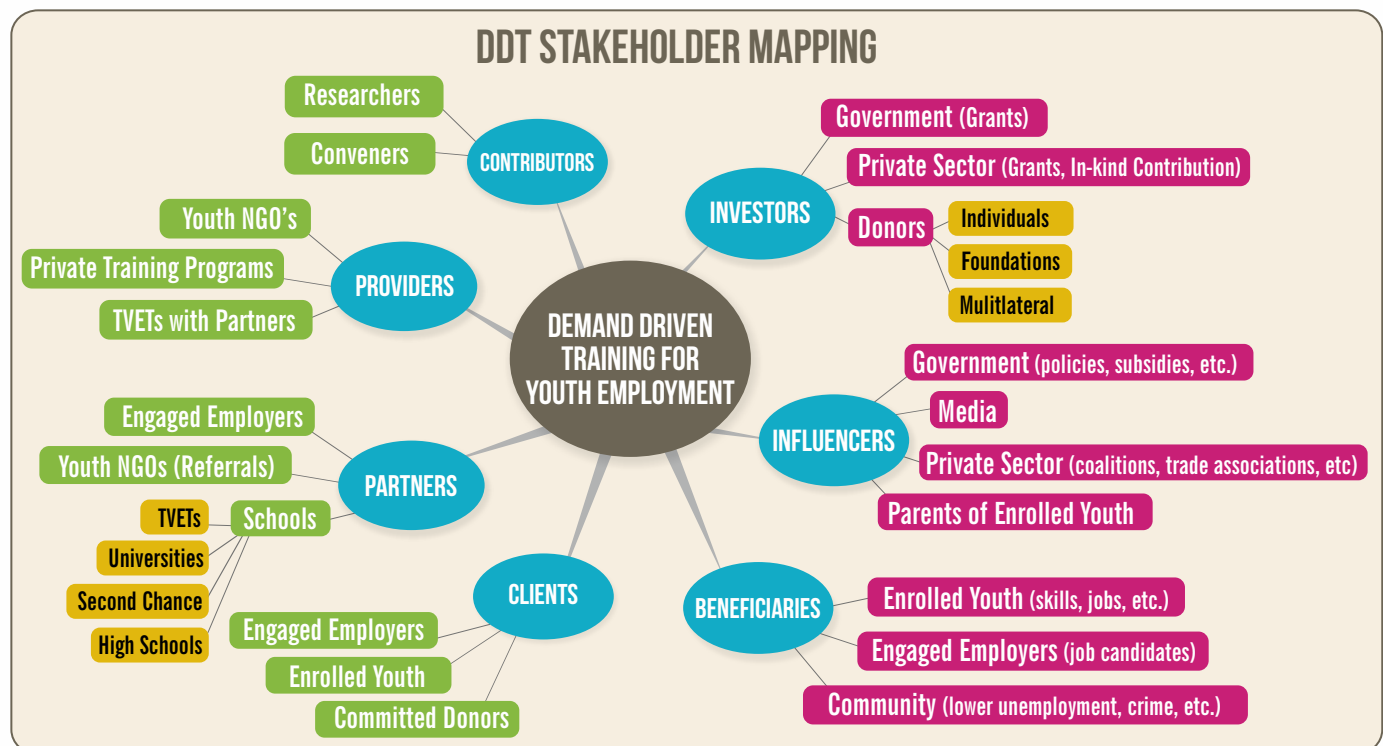 DDT STAKEHOLDER MAPPING
DEMAND DRIVEN
TRAINING FOR
YOUTH EMPLOYMENT
CONTRIBUTORS
Researchers
Conveners
PROVIDERS
Youth NGO's
Private Training Programs
TVETs with Partners
PARTNERS
Engaged Employers
Youth NGOs (Referrals)
Schools
TVETs
Universities
Second Chance
High Schools
CLIENTS
Engaged Employers
Enrolled Youth
Committed Donors
INVESTORS
Government (Grants)
Private Sector (Grants, In-kind Contribution)
Donors
Individuals
Foundations
Mulitlateral
INFLUENCERS
Government (policies, subsidies, etc.)
Media
Private Sector (coalitions, trade associations, etc)
Parents of Enrolled Youth
BENEFICIARIES
Enrolled Youth (skills, jobs, etc.)
Engaged Employers (job candidates)
Community (lower unemployment, crime, etc.)